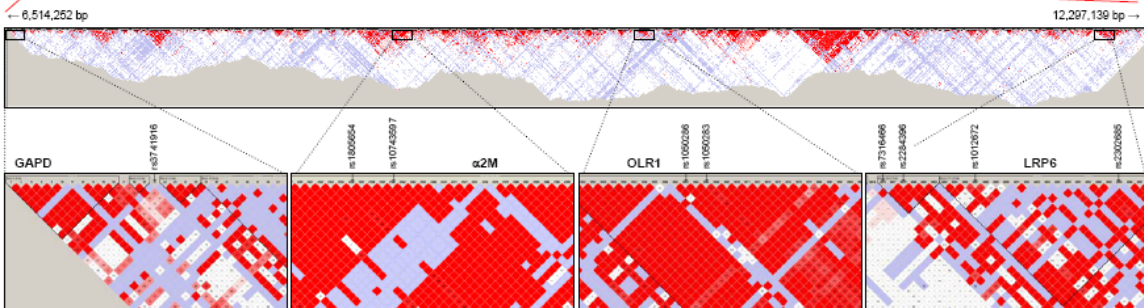 ← 6,514,252 bp
12,297,139 bp →
GAPD
rs3741916
rs1805654
rs10743597
α2M
OLR1
rs1050286
rs1050283
rs7316466
rs2284396
rs1012672
LRP6
rs2302685